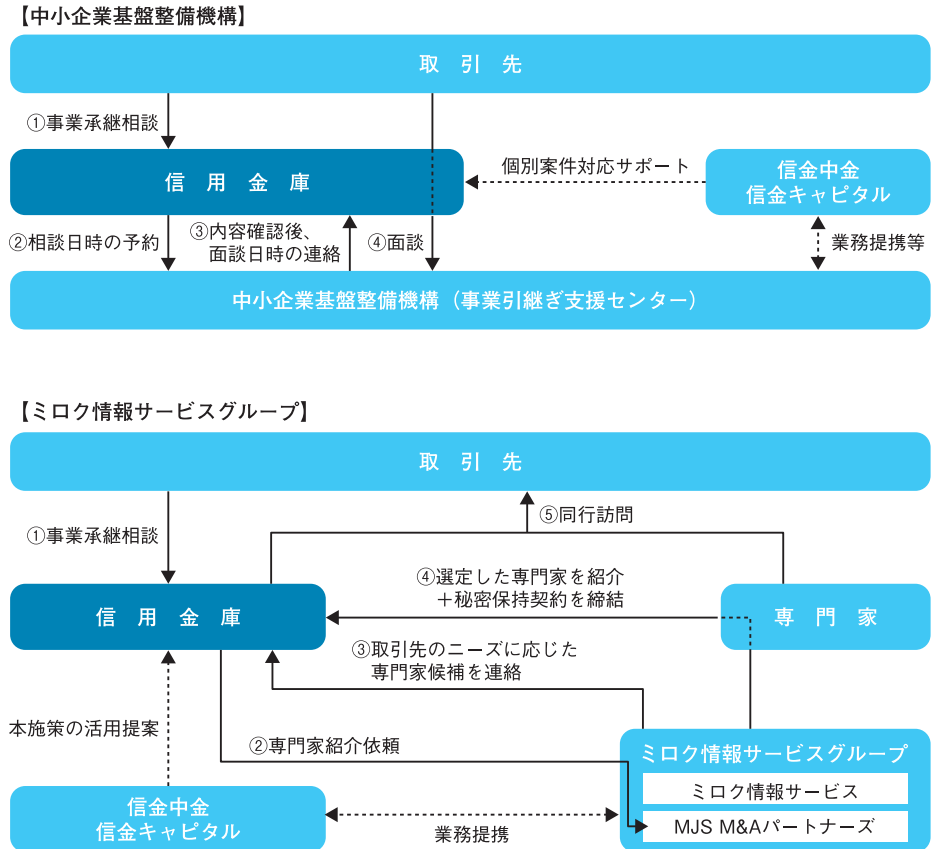 【中小企業基盤整備機構】
取引先
①事業承継相談
信用金庫
個別案件対応サポート
信金中金
信金キャピタル
②相談日時の予約
③内容確認後、
面談日時の連絡
④面談
業務提携等
中小企業基盤整備機構（事業引継ぎ支援センター）
【ミロク情報サービスグループ】
取引先
⑤同行訪問
①事業承継相談
④選定した専門家を紹介
＋秘密保持契約を締結
信用金庫
専門家
③取引先のニーズに応じた
専門家候補を連絡
本施策の活用提案
②専門家紹介依頼
ミロク情報サービスグループ
ミロク情報サービス
MJS M&Aパートナーズ
信金中金
信金キャピタル
業務提携